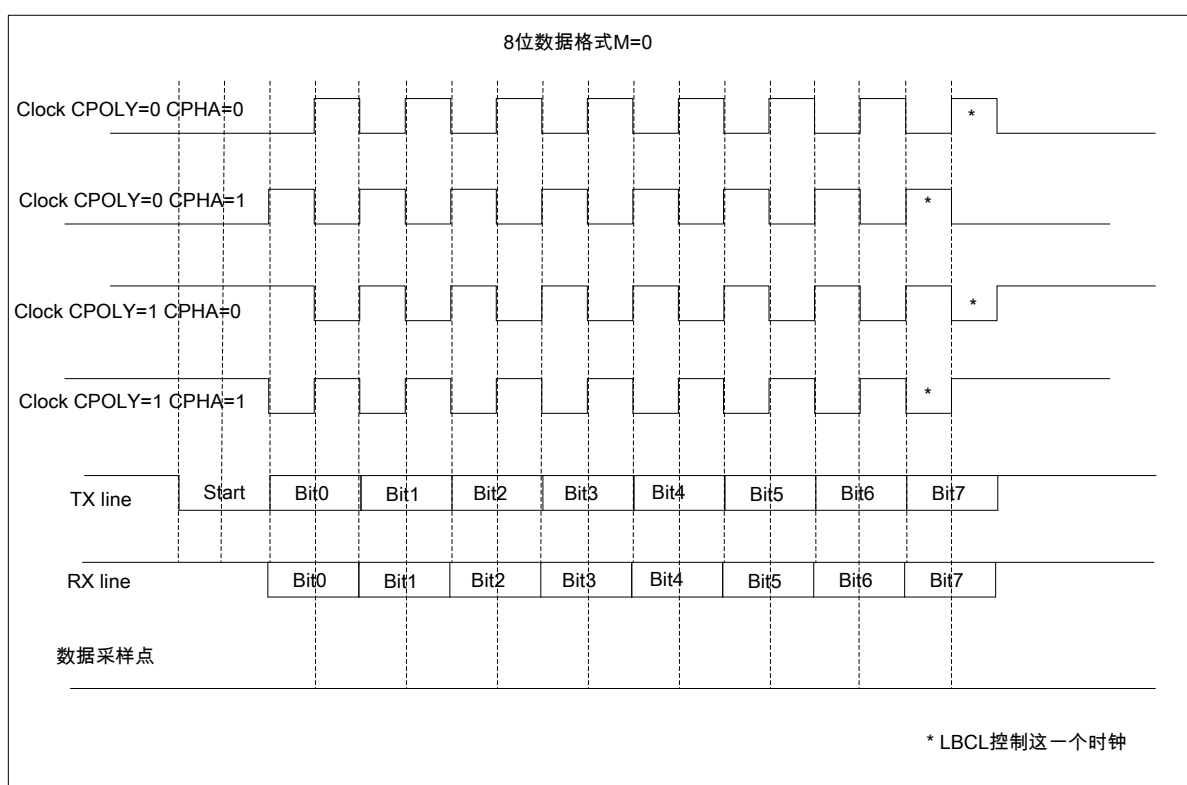 8位数据格式M=0
Clock CPOLY=0 CPHA=0
*
Clock CPOLY=0 CPHA=1
*
Clock CPOLY=1 CPHA=0
*
Clock CPOLY=1 CPHA=1
*
TX line Start Bit0 Bit1 Bit2 Bit3 Bit4 Bit5 Bit6 Bit7
RX line Bit0 Bit1 Bit2 Bit3 Bit4 Bit5 Bit6 Bit7
数据采样点
* LBCL控制这一个时钟